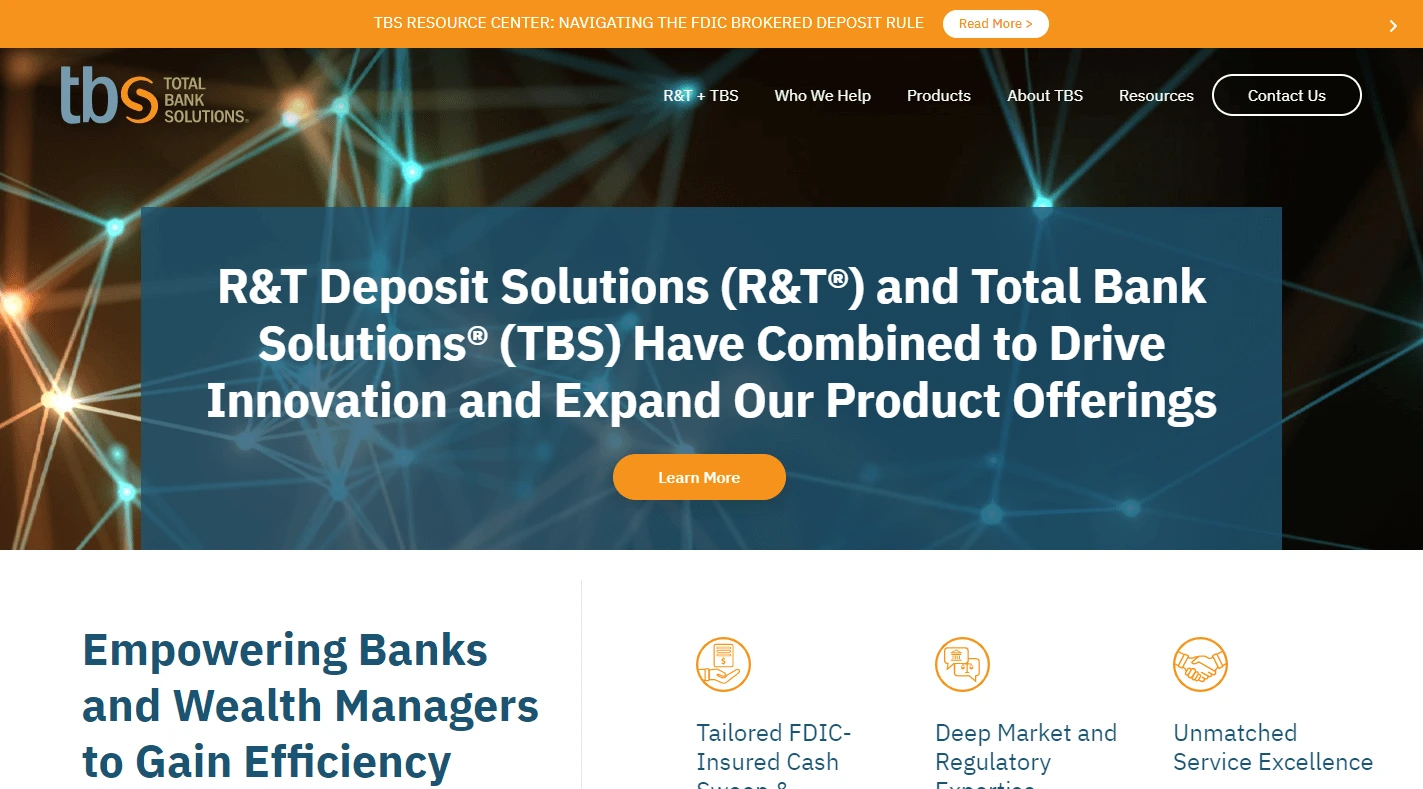 TBS RESOURCE CENTER: NAVIGATING THE FDIC BROKERED DEPOSIT RULE
Read More >
tbs TOTAL
BANK
SOLUTIONS
R&T + TBS
Who We Help
Products
About TBS
Resources
Contact Us
R&T Deposit Solutions (R&T®) and Total Bank
Solutions® (TBS) Have Combined to Drive
Innovation and Expand Our Product Offerings
Learn More
Empowering Banks
and Wealth Managers
to Gain Efficiency
Tailored FDIC-
Insured Cash
Sweep &
Deep Market and
Regulatory
Expertise
Unmatched
Service Excellence